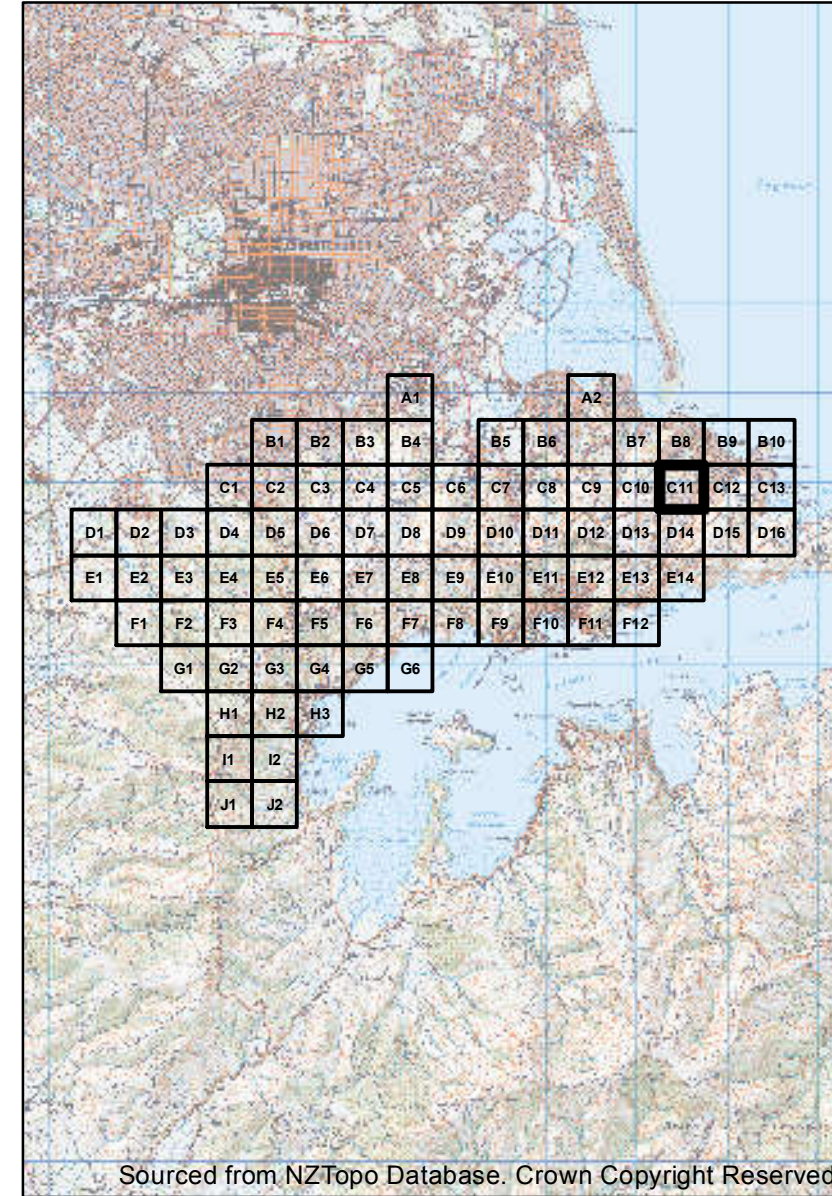 A1 A2
B1 B2 B3 B4 B5 B6 B7 B8 B9 B10
C1 C2 C3 C4 C5 C6 C7 C8 C9 C10 C11 C12 C13
D1 D2 D3 D4 D5 D6 D7 D8 D9 D10 D11 D12 D13 D14 D15 D16
E1 E2 E3 E4 E5 E6 E7 E8 E9 E10 E11 E12 E13 E14
F1 F2 F3 F4 F5 F6 F7 F8 F9 F10 F11 F12
G1 G2 G3 G4 G5 G6
H1 H2 H3
I1 I2
J1 J2
Sourced from NZTopo Database. Crown Copyright Reserved